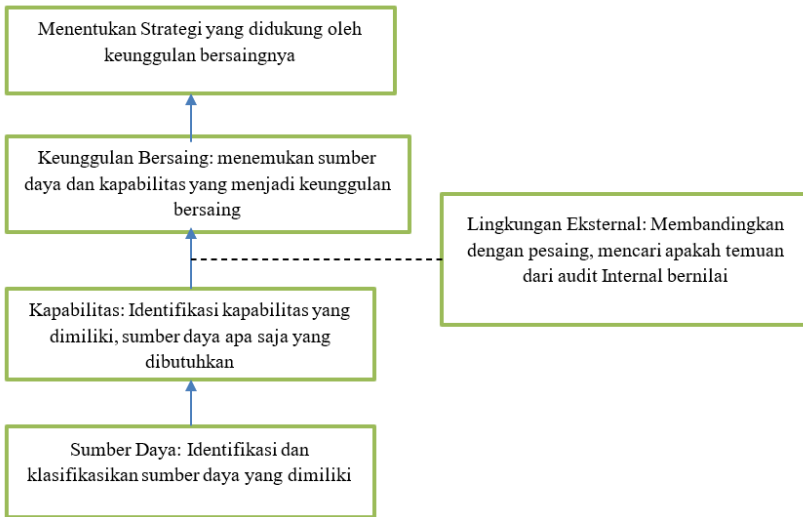 Menentukan Strategi yang didukung oleh
keunggulan bersaingnya
Keunggulan Bersaing: menemukan sumber
daya dan kapabilitas yang menjadi keunggulan
bersaing
Lingkungan Eksternal: Membandingkan
dengan pesaing, mencari apakah temuan
dari audit Internal bernilai
Kapabilitas: Identifikasi kapabilitas yang
dimiliki, sumber daya apa saja yang
dibutuhkan
Sumber Daya: Identifikasi dan
klasifikasikan sumber daya yang dimiliki